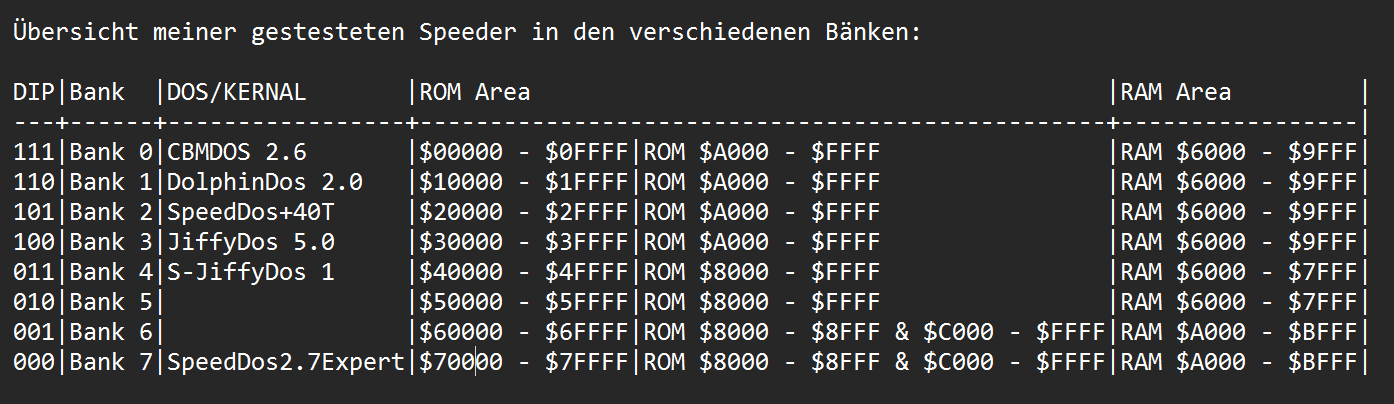 Übersicht meiner gestesteten Speeder in den verschiedenen Bänken:

DIP|Bank  |DOS/KERNAL       |ROM Area                                         |RAM Area         |
---+------+-----------------+-------------------------------------------------+-----------------|
111|Bank 0|CBMDOS 2.6       |$00000 - $0FFFF|ROM $A000 - $FFFF                |RAM $6000 - $9FFF|
110|Bank 1|DolphinDos 2.0   |$10000 - $1FFFF|ROM $A000 - $FFFF                |RAM $6000 - $9FFF|
101|Bank 2|SpeedDos+40T     |$20000 - $2FFFF|ROM $A000 - $FFFF                |RAM $6000 - $9FFF|
100|Bank 3|JiffyDos 5.0     |$30000 - $3FFFF|ROM $A000 - $FFFF                |RAM $6000 - $9FFF|
011|Bank 4|S-JiffyDos 1     |$40000 - $4FFFF|ROM $8000 - $FFFF                |RAM $6000 - $7FFF|
010|Bank 5|                 |$50000 - $5FFFF|ROM $8000 - $FFFF                |RAM $6000 - $7FFF|
001|Bank 6|                 |$60000 - $6FFFF|ROM $8000 - $8FFF & $C000 - $FFFF|RAM $A000 - $BFFF|
000|Bank 7|SpeedDos2.7Expert|$70000 - $7FFFF|ROM $8000 - $8FFF & $C000 - $FFFF|RAM $A000 - $BFFF|